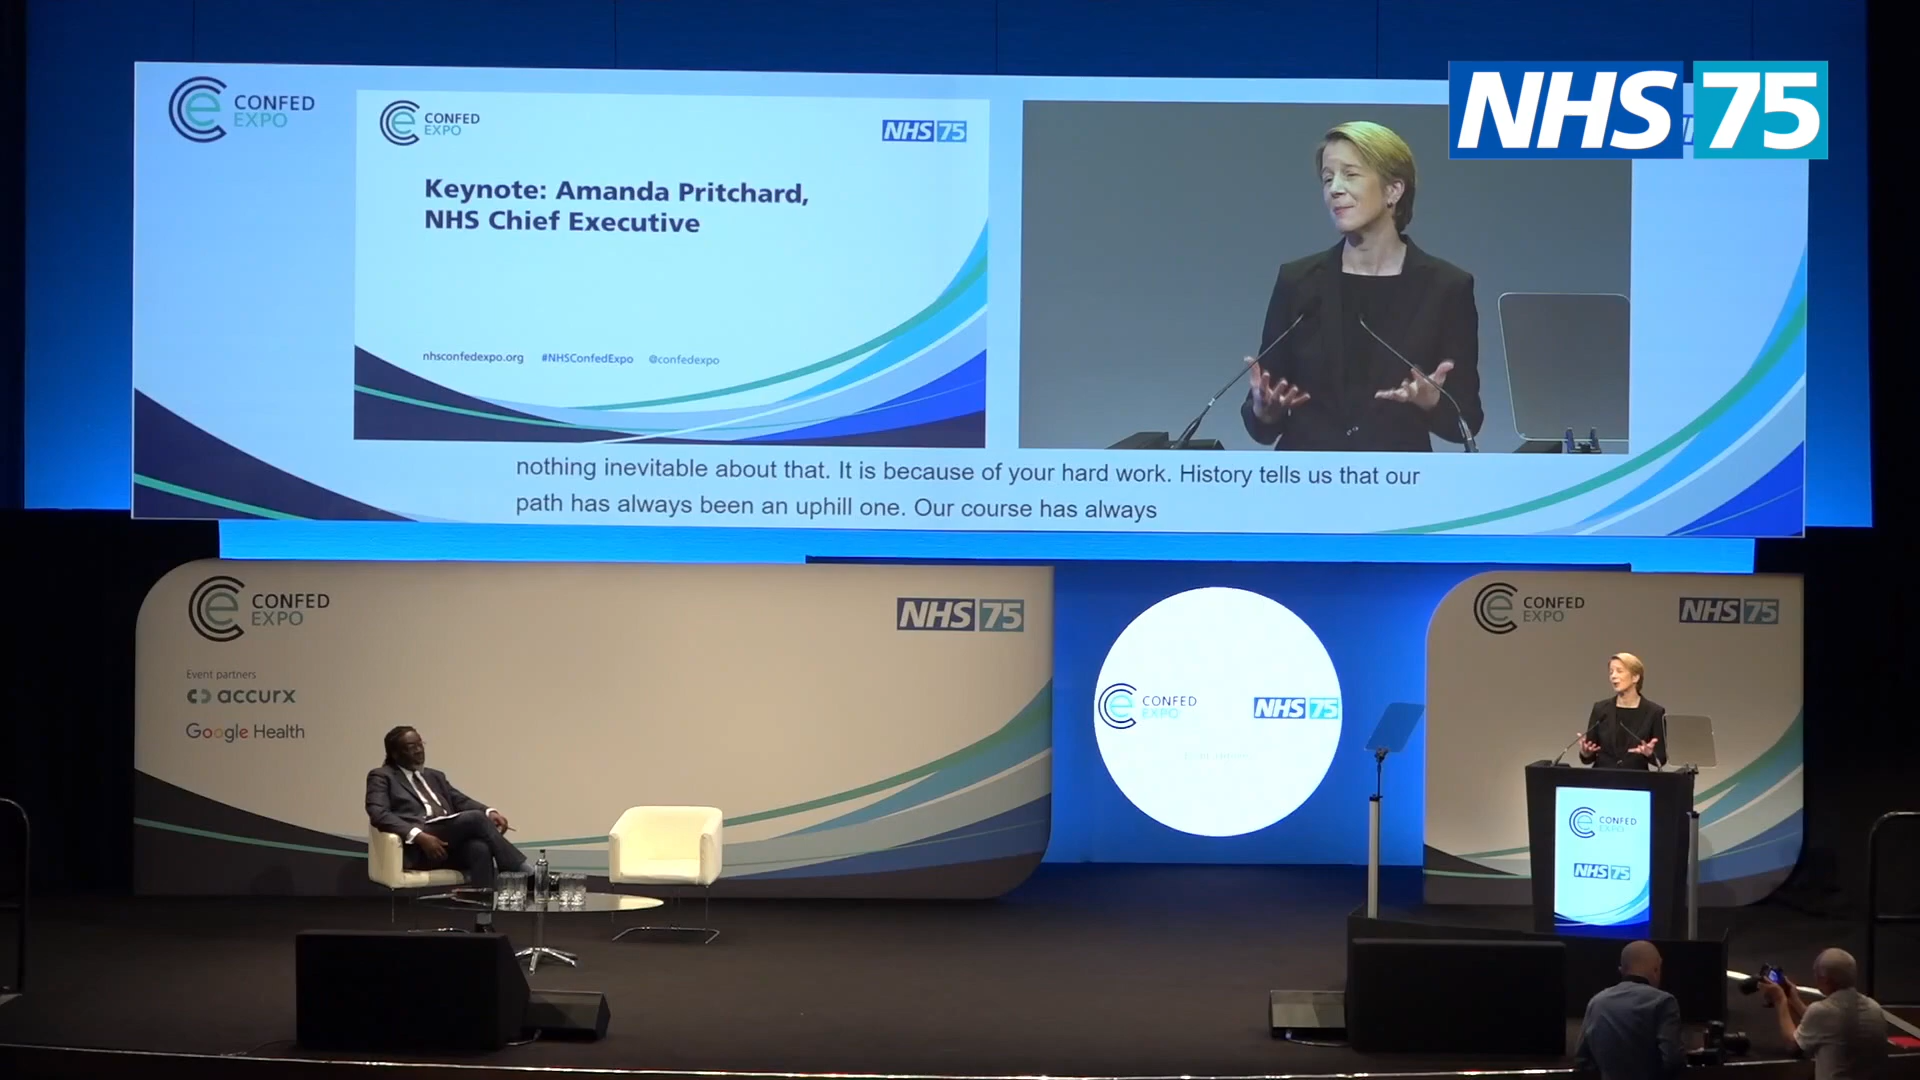 CONFED
EXPO
CONFED
EXPO
NHS 75
Keynote: Amanda Pritchard,
NHS Chief Executive
nhsconfedexpo.org #NHSConfedExpo @confedexpo
NHS 75
nothing inevitable about that. It is because of your hard work. History tells us that our
path has always been an uphill one. Our course has always
CONFED
EXPO
Event partners
accurx
Google Health
NHS 75
CONFED
EXPO
NHS 75
CONFED
EXPO
NHS 75
CONFED
EXPO
NHS 75